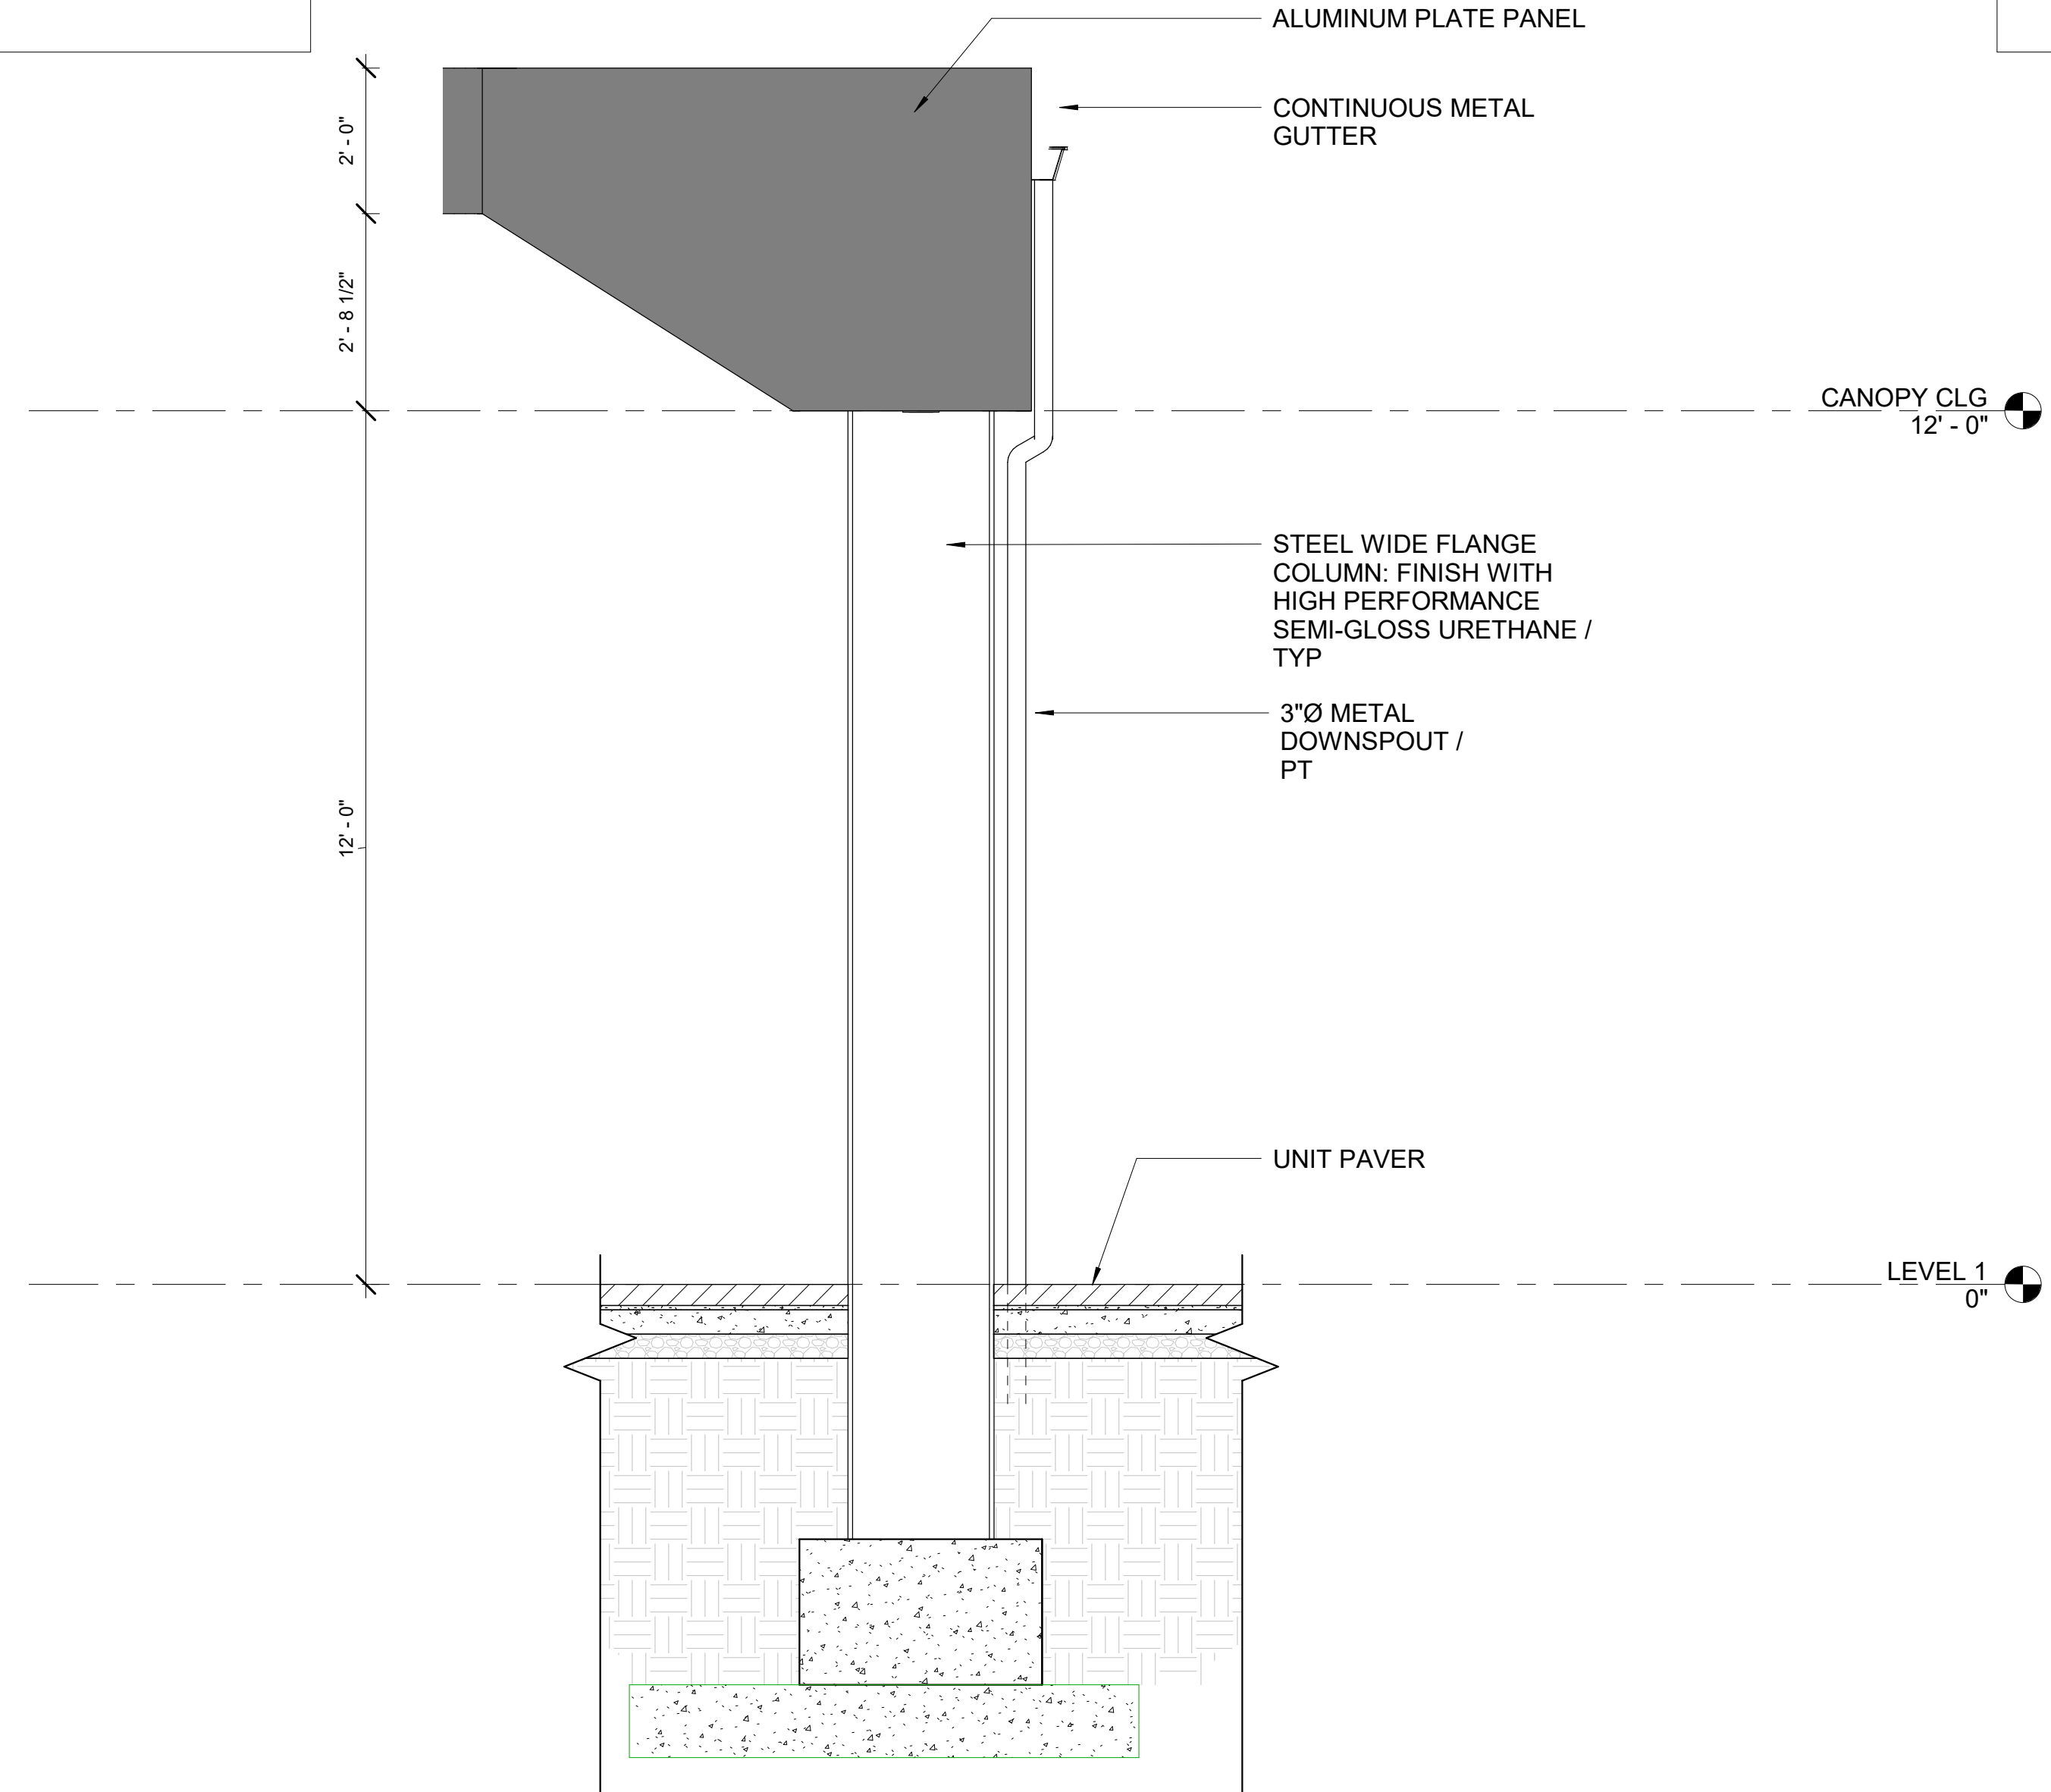 ALUMINUM PLATE PANEL
CONTINUOUS METAL
GUTTER
2' - 0"
2' - 8 1/2"
CANOPY CLG
12' - 0"
STEEL WIDE FLANGE
COLUMN: FINISH WITH
HIGH PERFORMANCE
SEMI-GLOSS URETHANE /
TYP
3"Ø METAL
DOWNSPOUT /
PT
12' - 0"
UNIT PAVER
LEVEL 1
0"